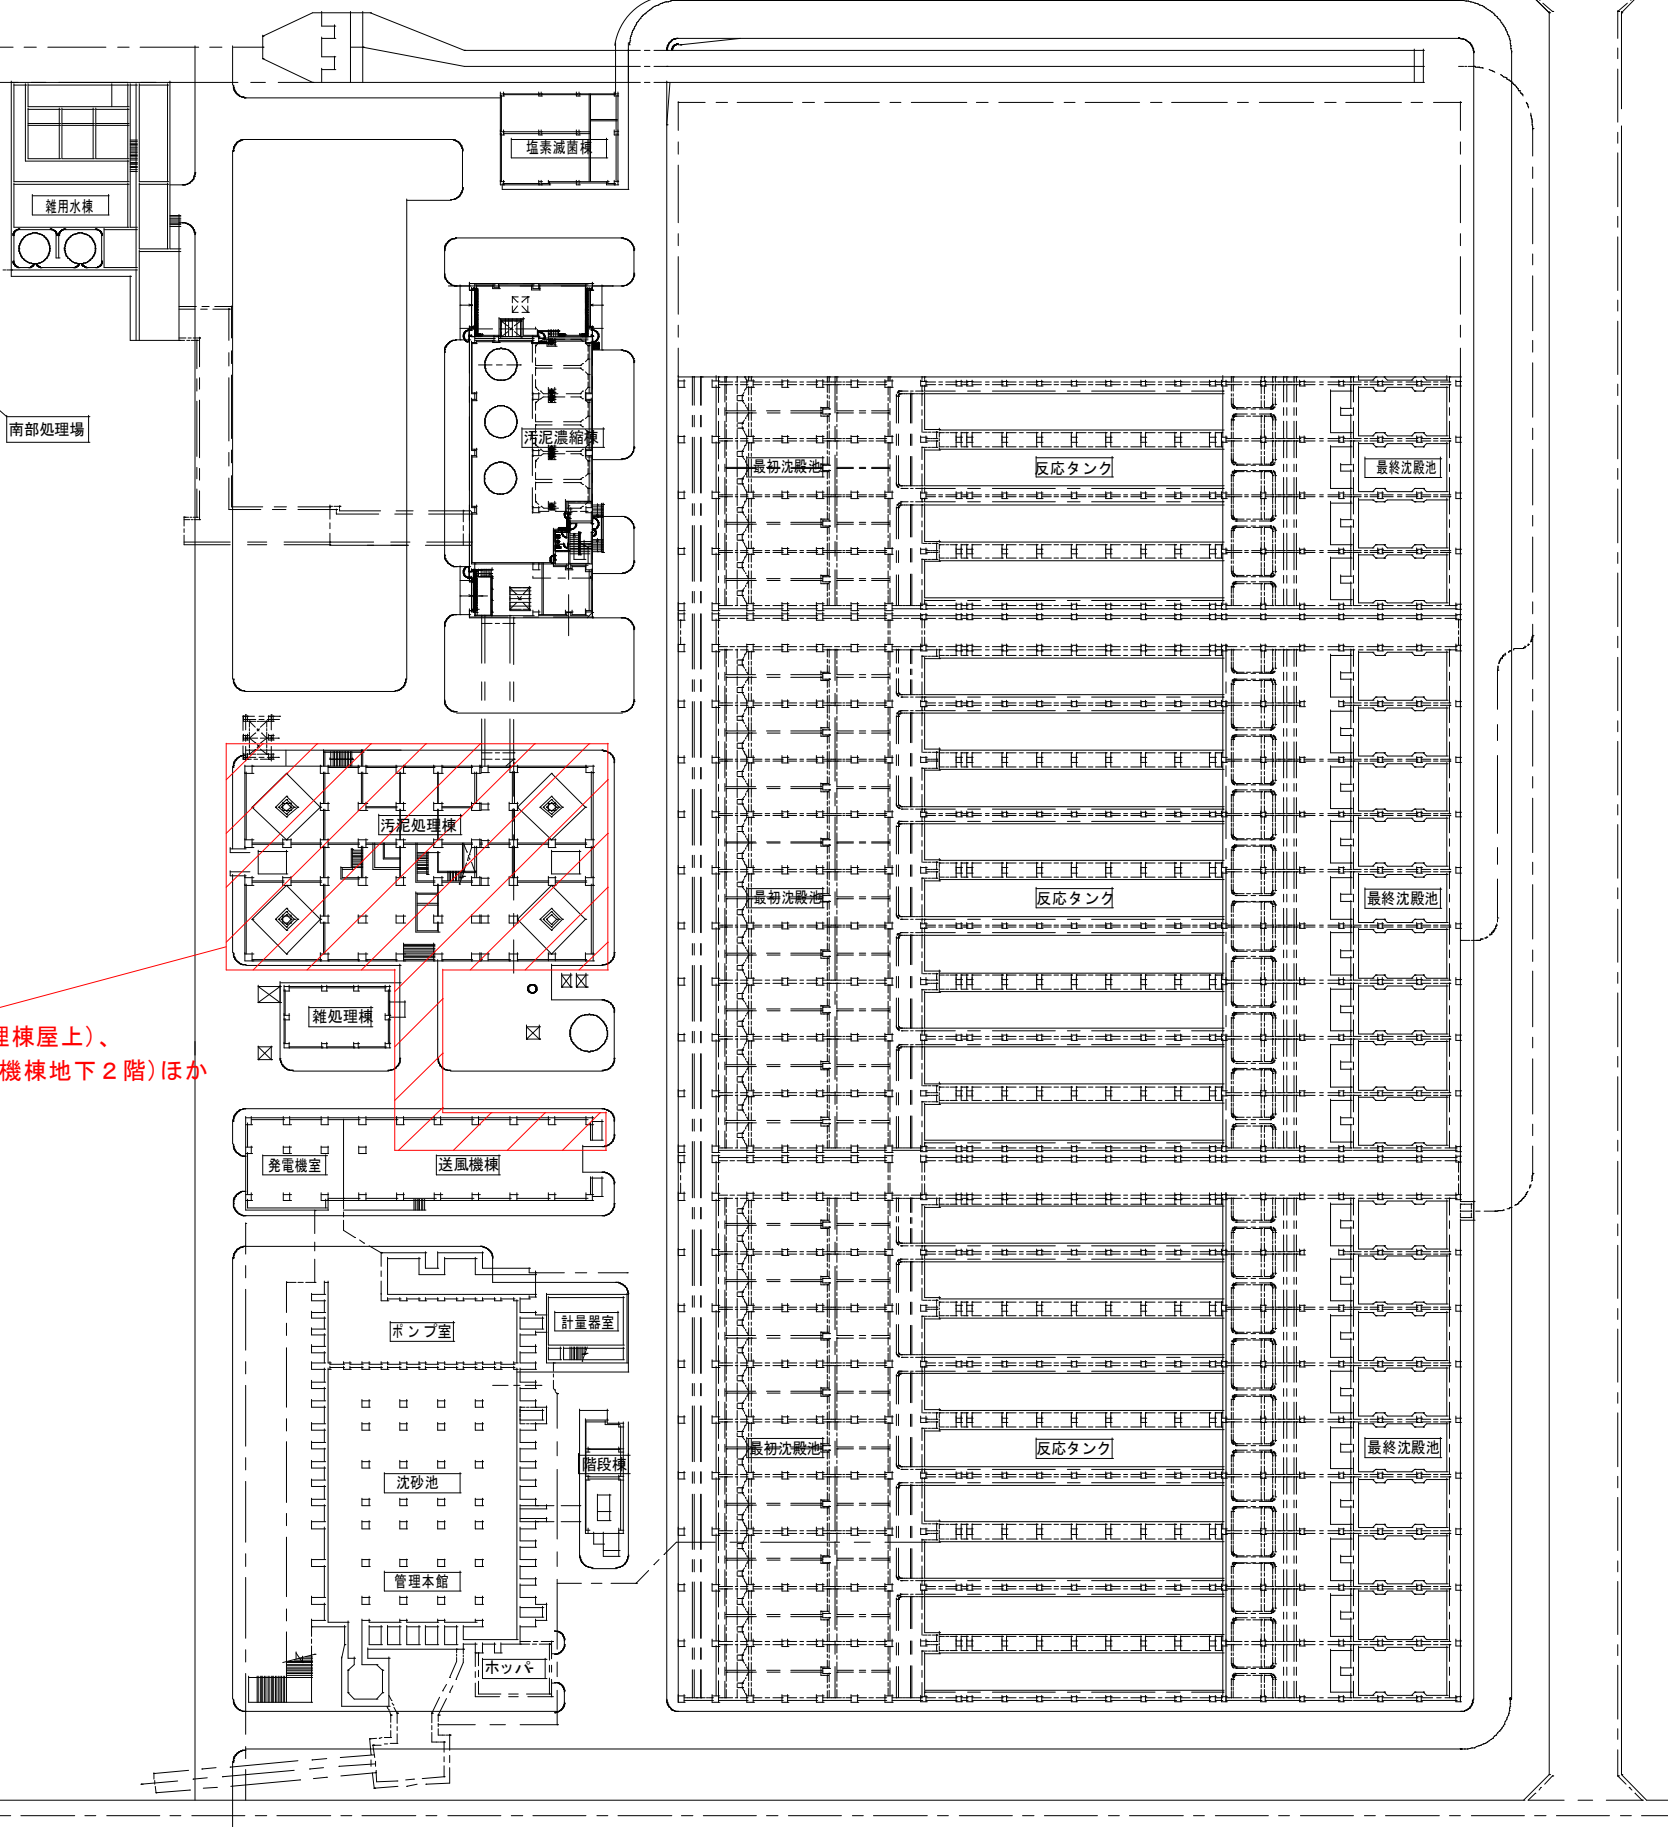 塩素滅菌棟
雑用水棟
南部処理場
汚泥濃縮棟
最初沈殿池
反応タンク
最終沈殿池
汚泥処理棟
最初沈殿池
反応タンク
最終沈殿池
雑処理棟
理棟屋上)、
機棟地下２階)ほか
発電機室
送風機棟
計量器室
ポンプ室
最初沈殿池
反応タンク
最終沈殿池
階段棟
沈砂池
管理本館
ホッパー